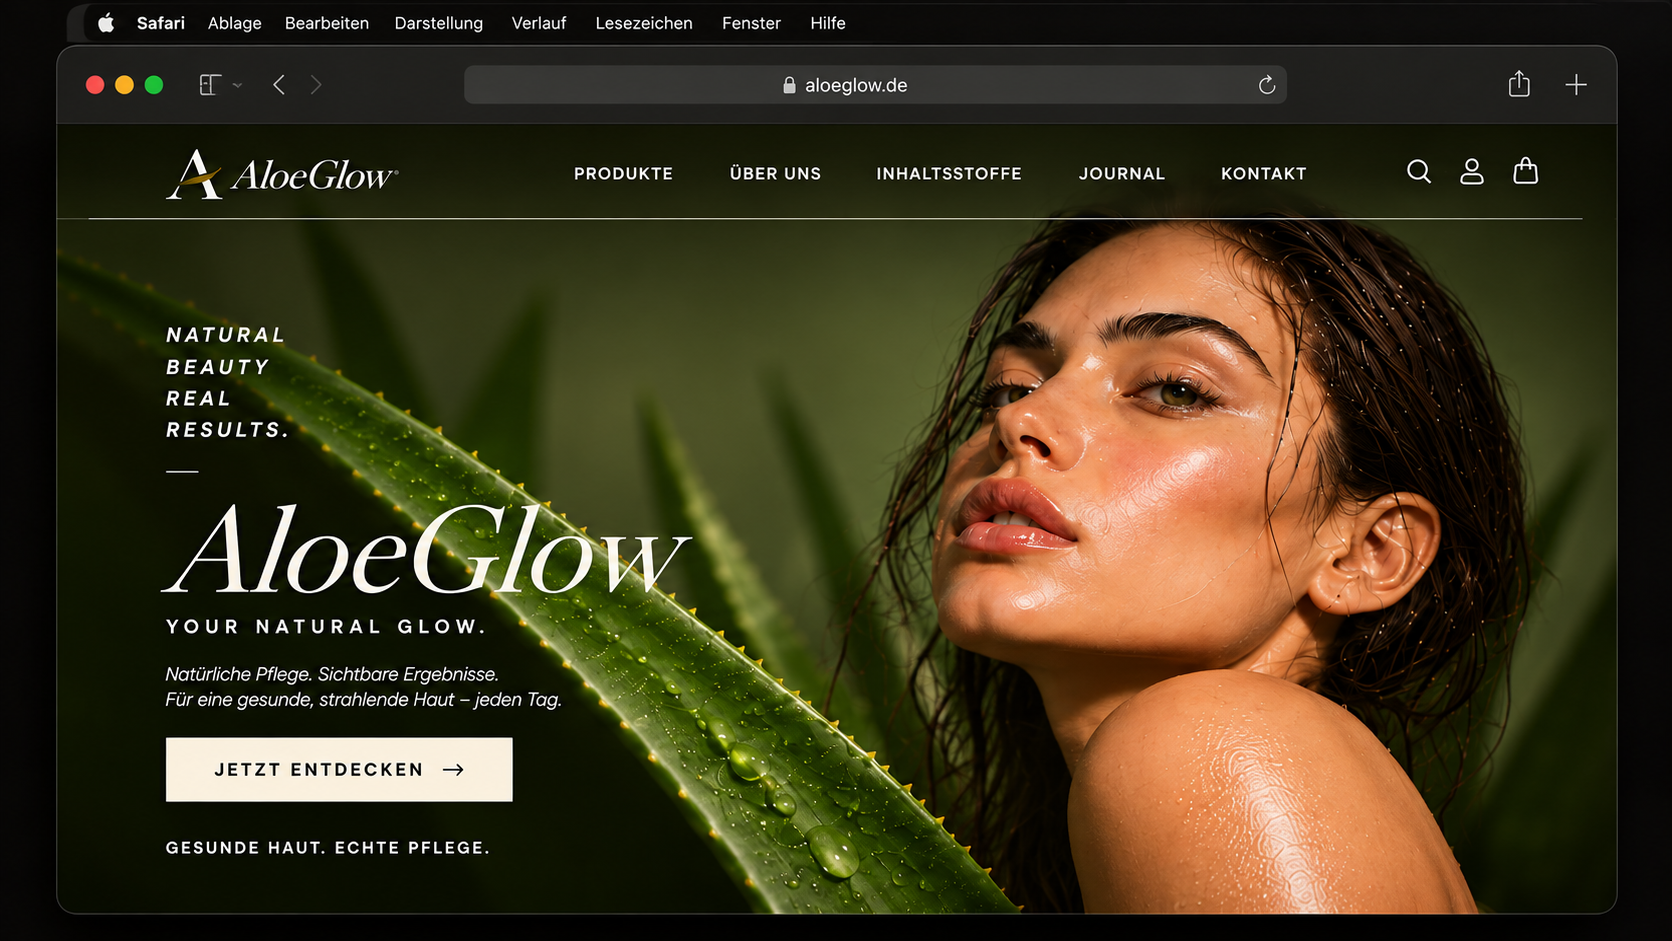 Safari Ablage Bearbeiten Darstellung Verlauf Lesezeichen Fenster Hilfe
aloeglow.de
A AloeGlow
PRODUKTE ÜBER UNS INHALTSSTOFFE JOURNAL KONTAKT
NATURAL
BEAUTY
REAL
RESULTS.
AloeGlow
YOUR NATURAL GLOW.
Natürliche Pflege. Sichtbare Ergebnisse.
Für eine gesunde, strahlende Haut – jeden Tag.
JETZT ENTDECKEN →
GESUNDE HAUT. ECHTE PFLEGE.